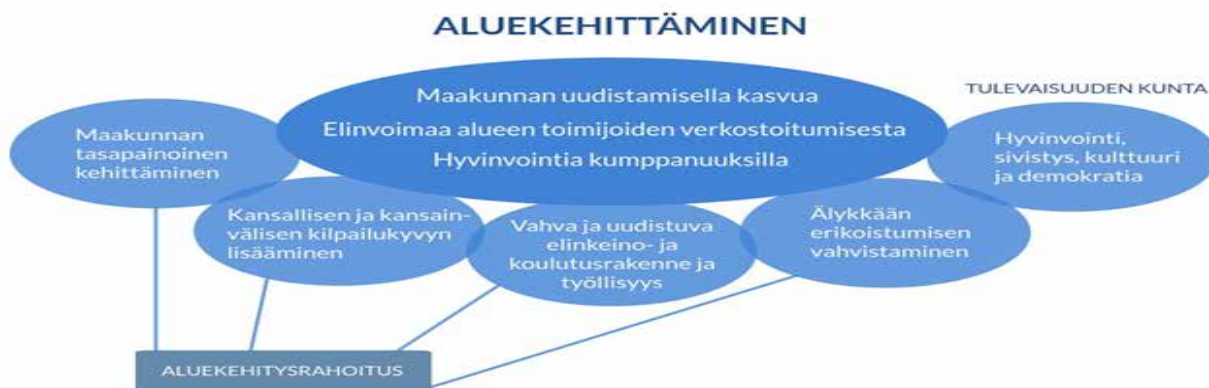 ALUEKEHITTÄMINEN
Maakunnan uudistamisella kasvua
Elinvoimaa alueen toimijoiden verkostoitumisesta
Hyvinvointia kumppanuuksilla
TULEVAISUUDEN KUNTA
Maakunnan
tasapainoinen
kehittäminen
Hyvinvointi,
sivistys, kulttuuri
ja demokratia
Kansallisen ja kansain-
välisen kilpailukyvyn
lisääminen
Vahva ja uudistuva
elinkeino- ja
koulutusrakenne ja
työllisyys
Älykkään
erikoistumisen
vahvistaminen
ALUEKEHITYSRAHOITUS